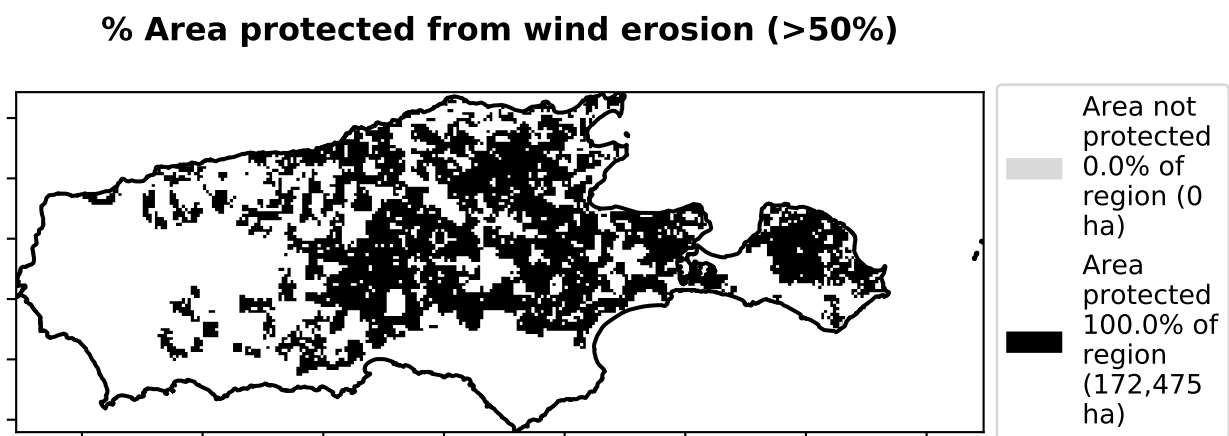 % Area protected from wind erosion (>50%)
Area not
protected
0.0% of
region (0
ha)
Area
protected
100.0% of
region
(172,475
ha)